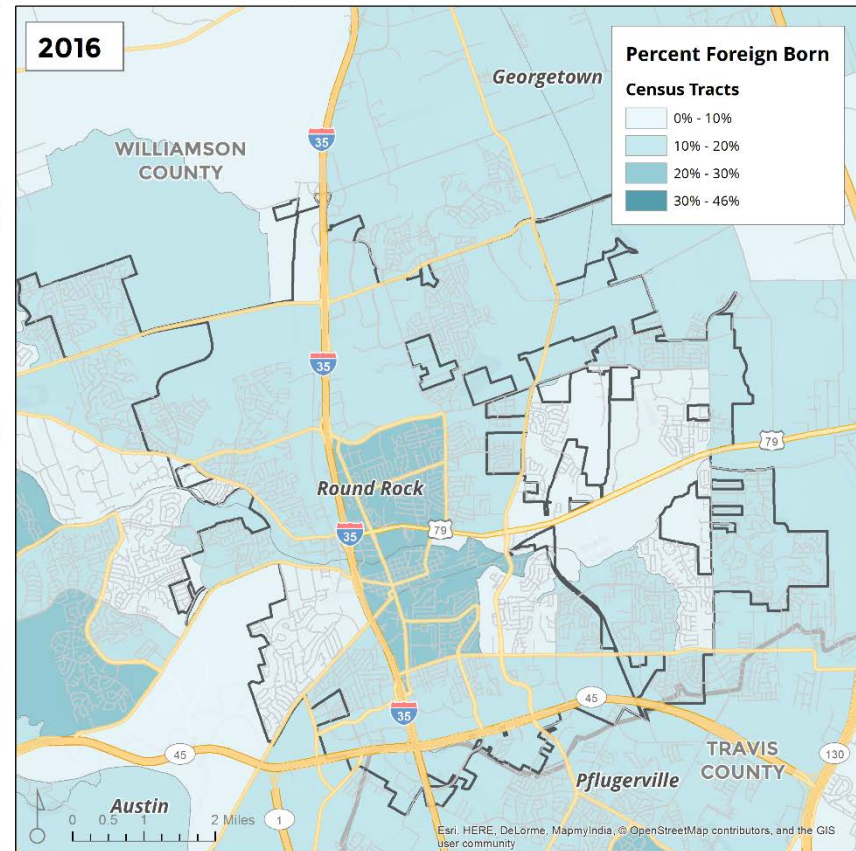 2016
Georgetown
Percent Foreign Born
Census Tracts
0% - 10%
10% - 20%
20% - 30%
30% - 46%
35
WILLIAMSON
COUNTY
35
79
Round Rock
79
35
35
45
45
TRAVIS
COUNTY
130
Pflugerville
Austin
1
0 0.5 1 2 Miles
Esri, HERE, DeLorme, MapmyIndia, © OpenStreetMap contributors, and the GIS
user community